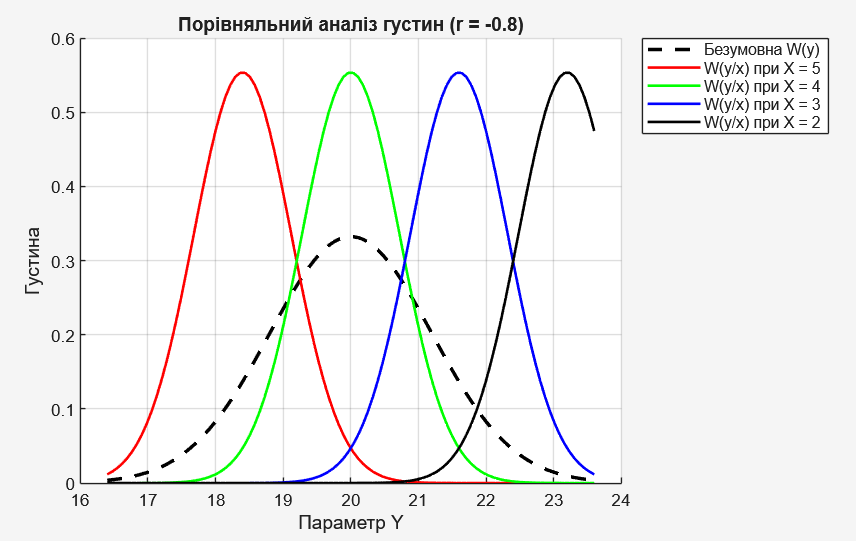 Порівняльний аналіз густин (r = -0.8)
Безумовна W(y)
W(y/x) при X = 5
W(y/x) при X = 4
W(y/x) при X = 3
W(y/x) при X = 2
Густина
0.6
0.5
0.4
0.3
0.2
0.1
0
16 17 18 19 20 21 22 23 24
Параметр Y